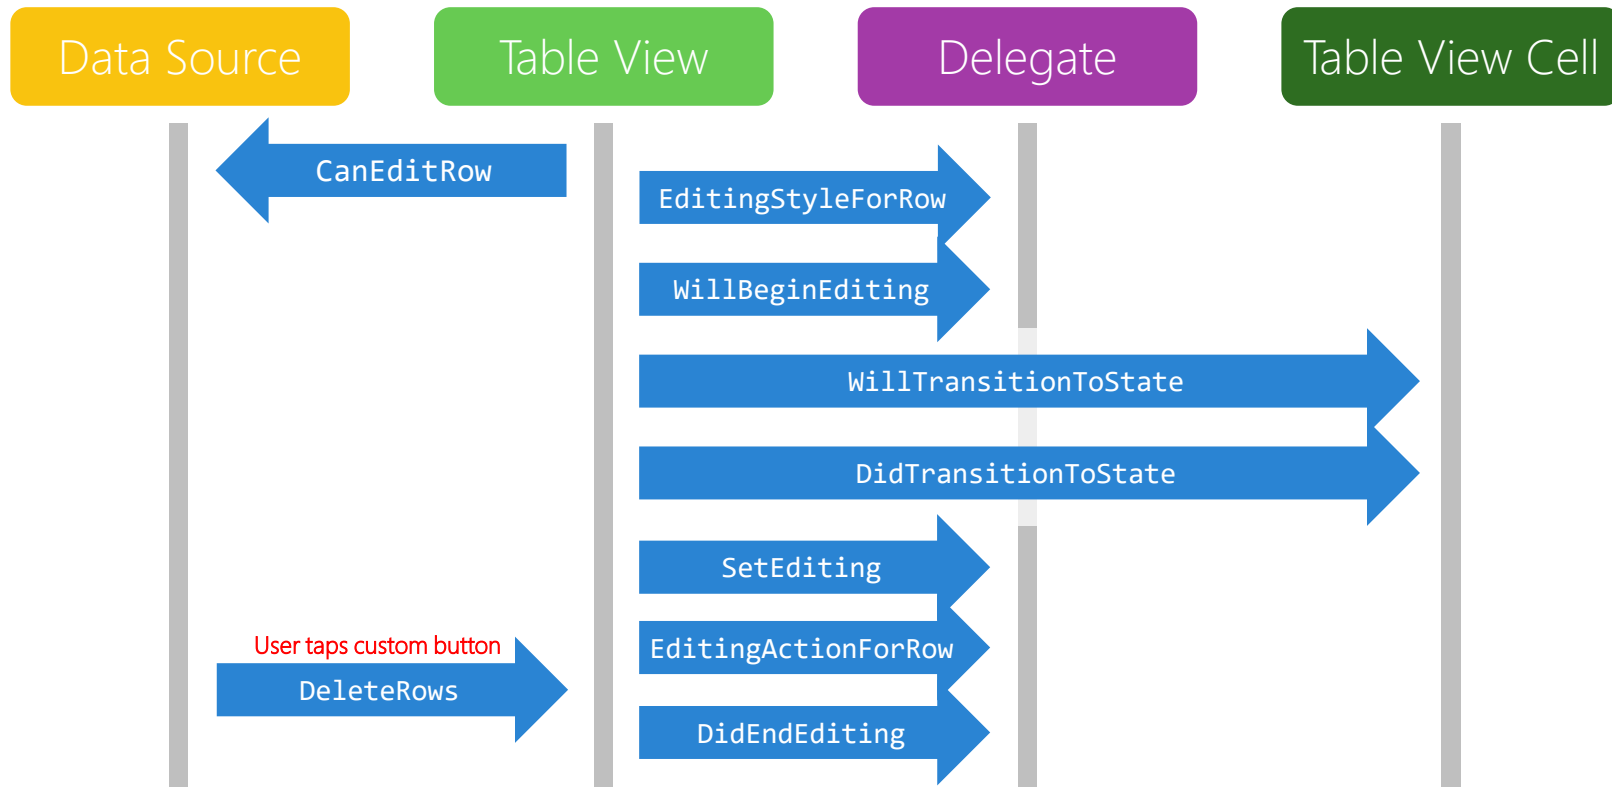 Data Source
Table View
Delegate
Table View Cell
CanEditRow
EditingStyleForRow
WillBeginEditing
WillTransitionToState
DidTransitionToState
SetEditing
User taps custom button
EditingActionForRow
DeleteRows
DidEndEditing